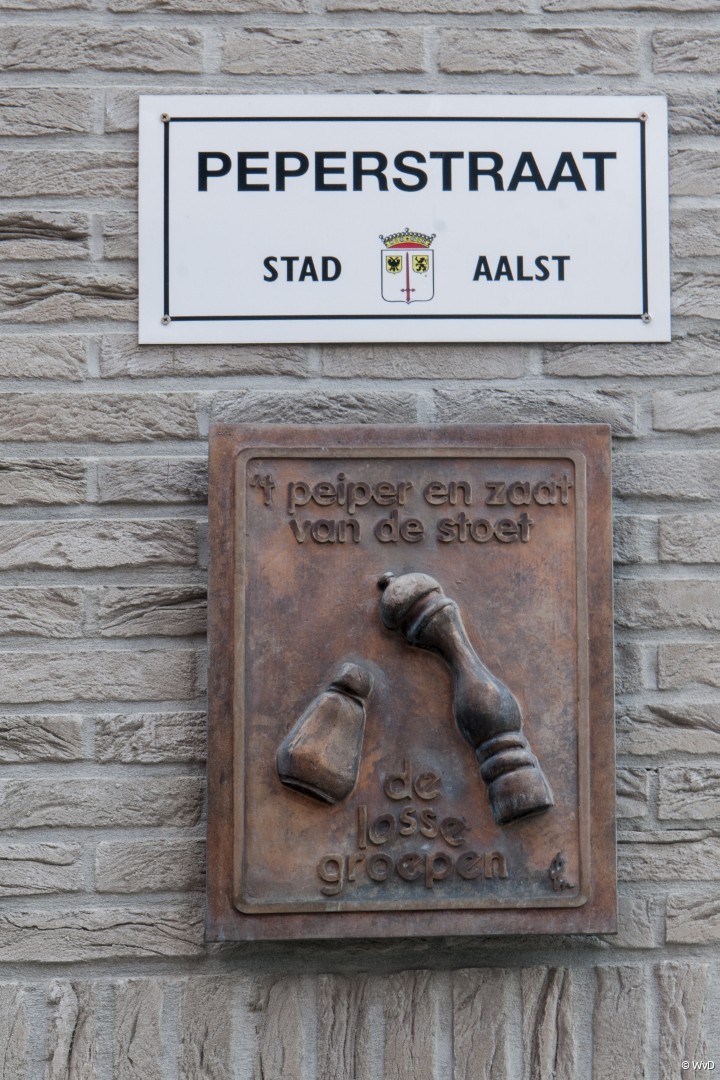 PEPERSTRAAT
STAD AALST
't peiper en zaat
van de stoet
de
losse
groepen
© WvD